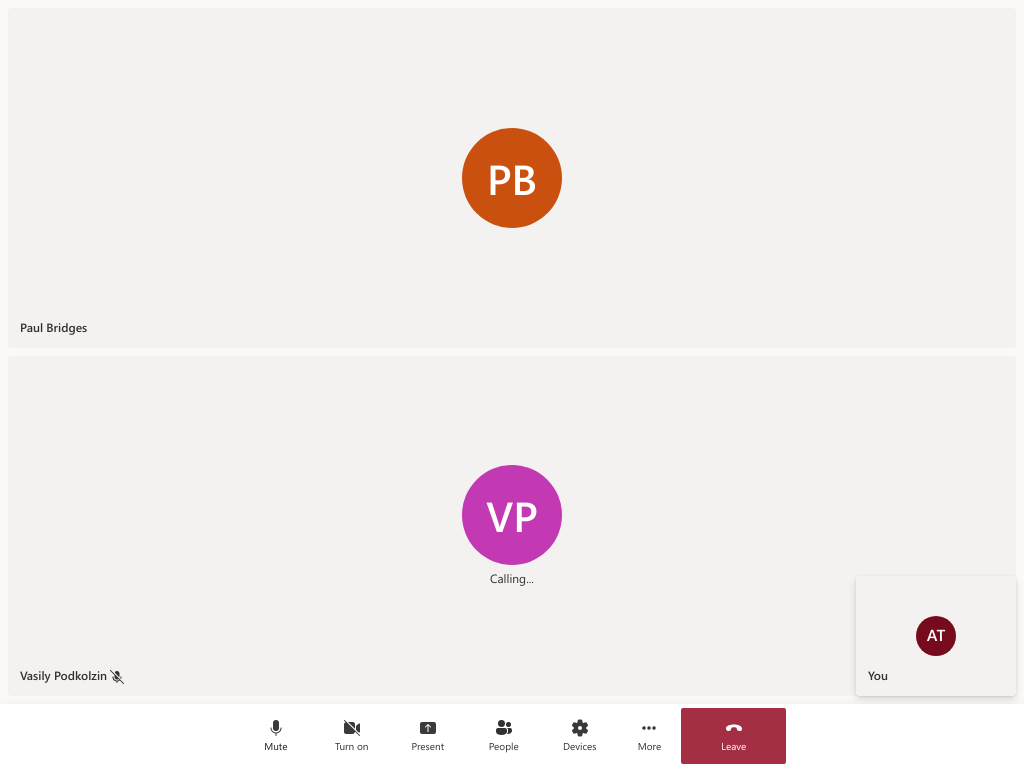 PB
Paul Bridges
VP
Calling...
Vasily Podkolzin
AT
You
Mute
Turn on
Present
People
Devices
More
Leave